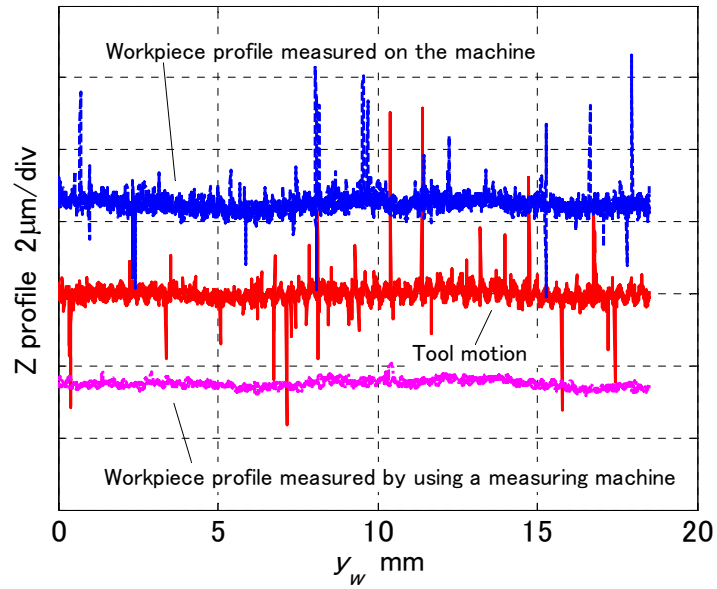 Workpiece profile measured on the machine
Z profile 2μm/div
Tool motion
Workpiece profile measured by using a measuring machine
0 5 10 15 20
y_w mm